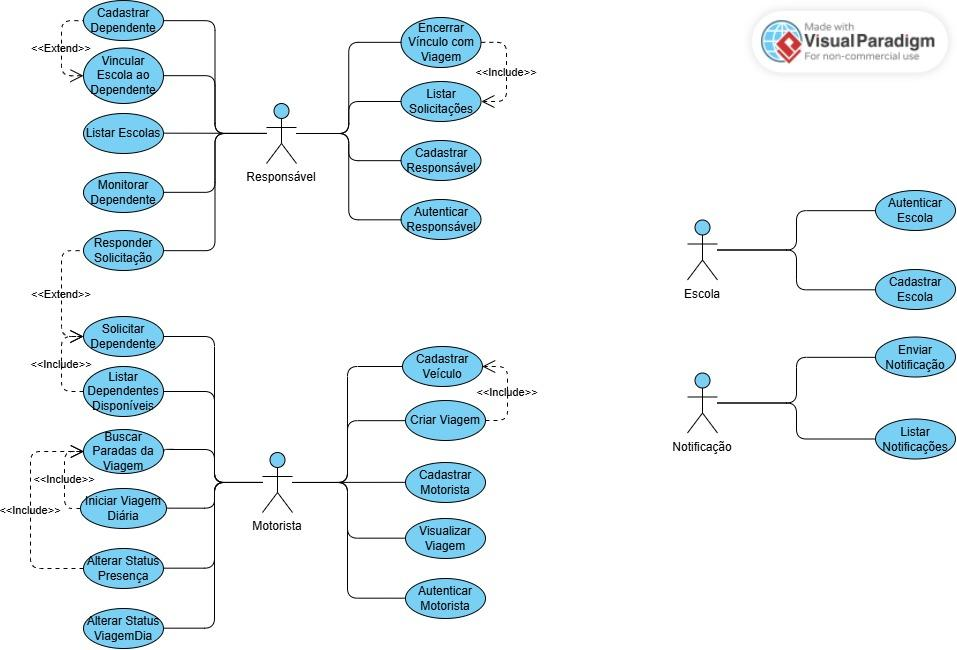 Cadastrar
Dependente
<<Extend>>
Vincular
Escola ao
Dependente
Listar Escolas
Monitorar
Dependente
Responder
Solicitação
Responsável
Encerrar
Vínculo com
Viagem
<<Include>>
Listar
Solicitações
Cadastrar
Responsável
Autenticar
Responsável
Made with
VisualParadigm
For non-commercial use
Autenticar
Escola
Escola
Cadastrar
Escola
Enviar
Notificação
Notificação
Listar
Notificações
<<Extend>>
Solicitar
Dependente
<<Include>>
Listar
Dependentes
Disponíveis
Buscar
Paradas da
Viagem
<<Include>>
<<Include>>
Iniciar Viagem
Diária
Alterar Status
Presença
Alterar Status
ViagemDia
Motorista
Cadastrar
Veículo
<<Include>>
Criar Viagem
Cadastrar
Motorista
Visualizar
Viagem
Autenticar
Motorista